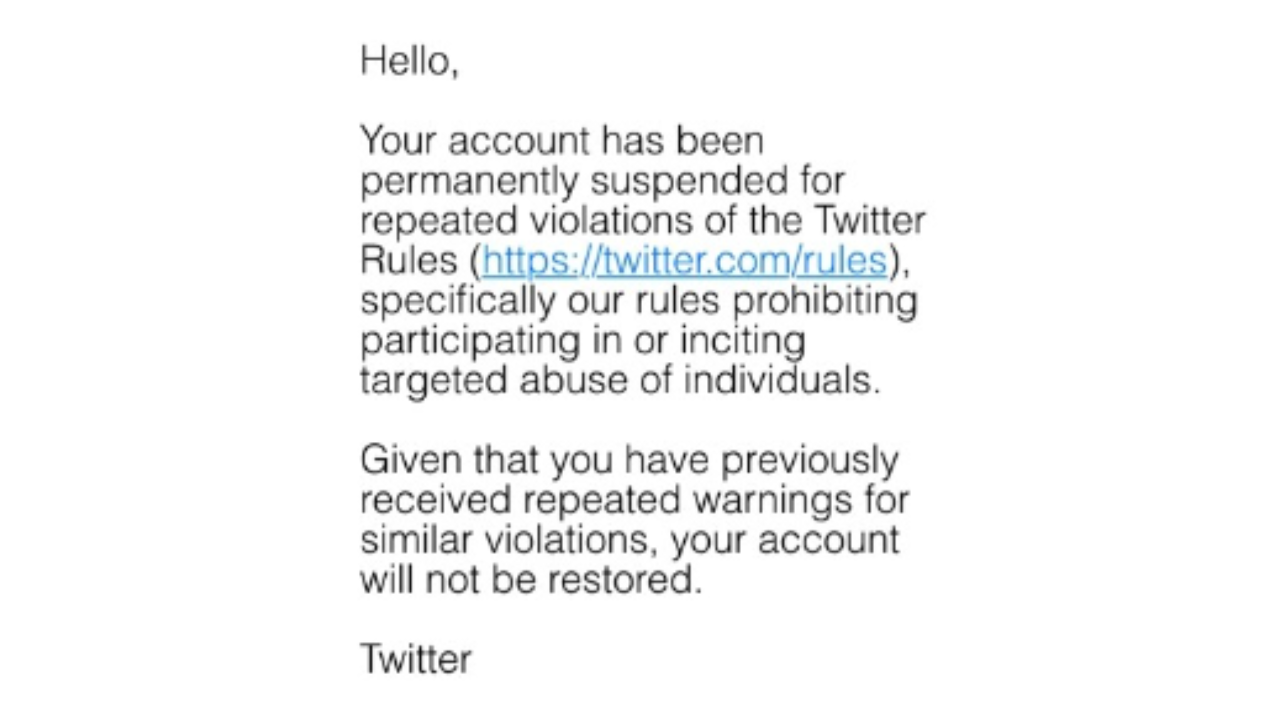 Hello,
Your account has been
permanently suspended for
repeated violations of the Twitter
Rules (https://twitter.com/rules),
specifically our rules prohibiting
participating in or inciting
targeted abuse of individuals.
Given that you have previously
received repeated warnings for
similar violations, your account
will not be restored.
Twitter